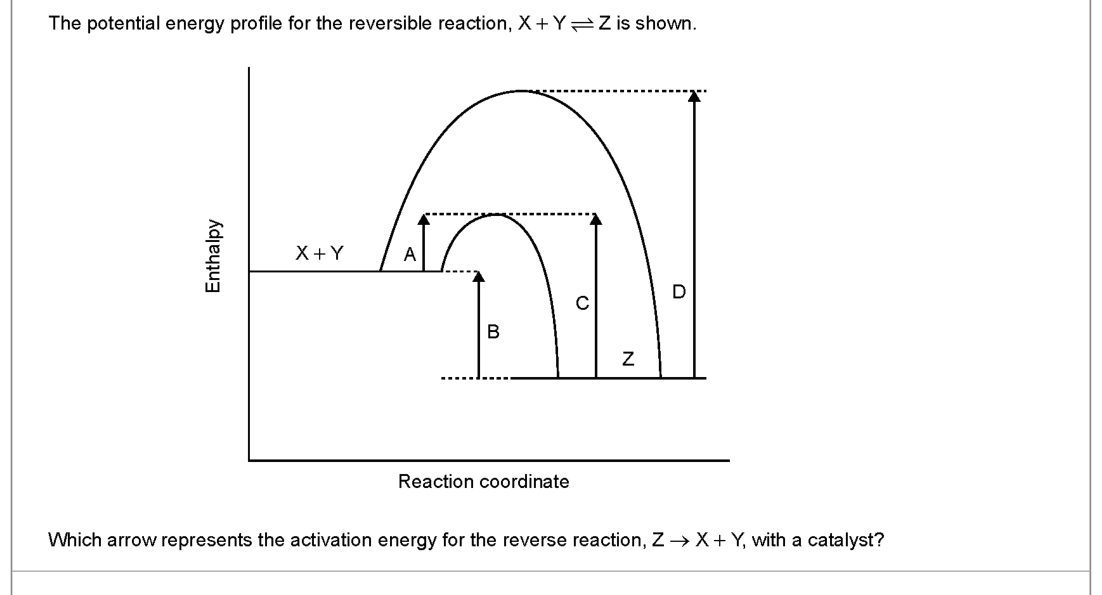 The potential energy profile for the reversible reaction, X + Y ⇌ Z is shown.
Enthalpy
X + Y
A
B
C
D
Z
Reaction coordinate
Which arrow represents the activation energy for the reverse reaction, Z → X + Y, with a catalyst?